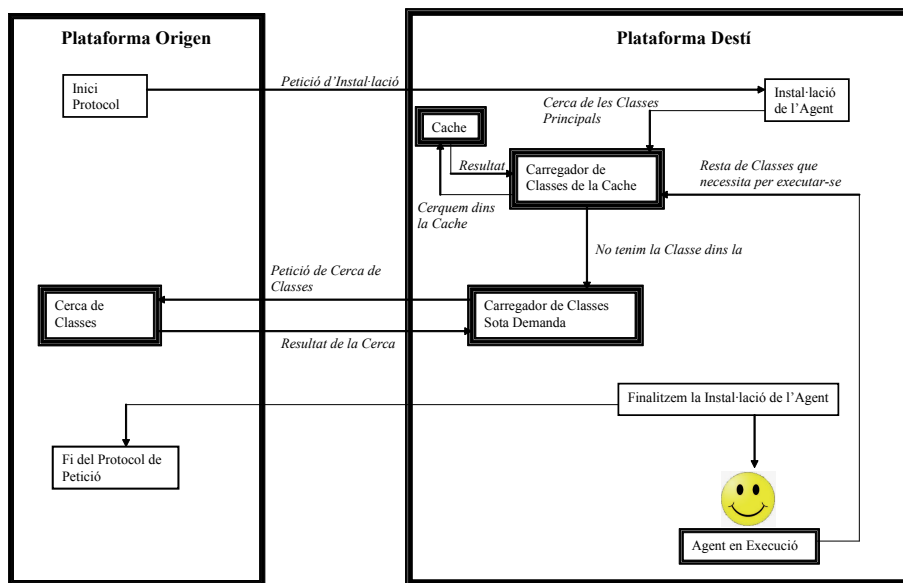 Plataforma Origen
Plataforma Destí
Inici
Protocol
Petició d'Instal·lació
Instal·lació
de l'Agent
Cerca de les Classes
Principals
Cache
Resultat
Carregador de
Classes de la Cache
Resta de Classes que
necessita per executar-se
Cerquem dins
la Cache
No tenim la Classe dins la
Petició de Cerca de
Classes
Cerca de
Classes
Carregador de Classes
Sota Demanda
Resultat de la Cerca
Finalitzem la Instal·lació de l'Agent
Fi del Protocol de
Petició
Agent en Execució